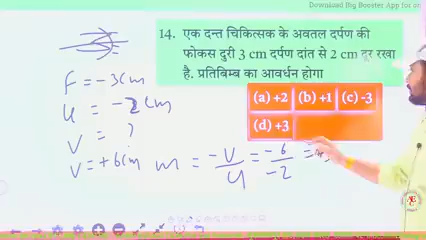 Download Big Booster App for
14. एक दन्त चिकित्सक के अवतल दर्पण की
फोकस दुरी 3 cm दर्पण दांत से 2 cm दूर रखा
है. प्रतिबिम्ब का आवर्धन होगा
(a) +2 (b) +1 (c) -3
(d) +3
F = -3cm
u = -2cm
v = ?
v = +6cm m = -v/u = -6/-2 =